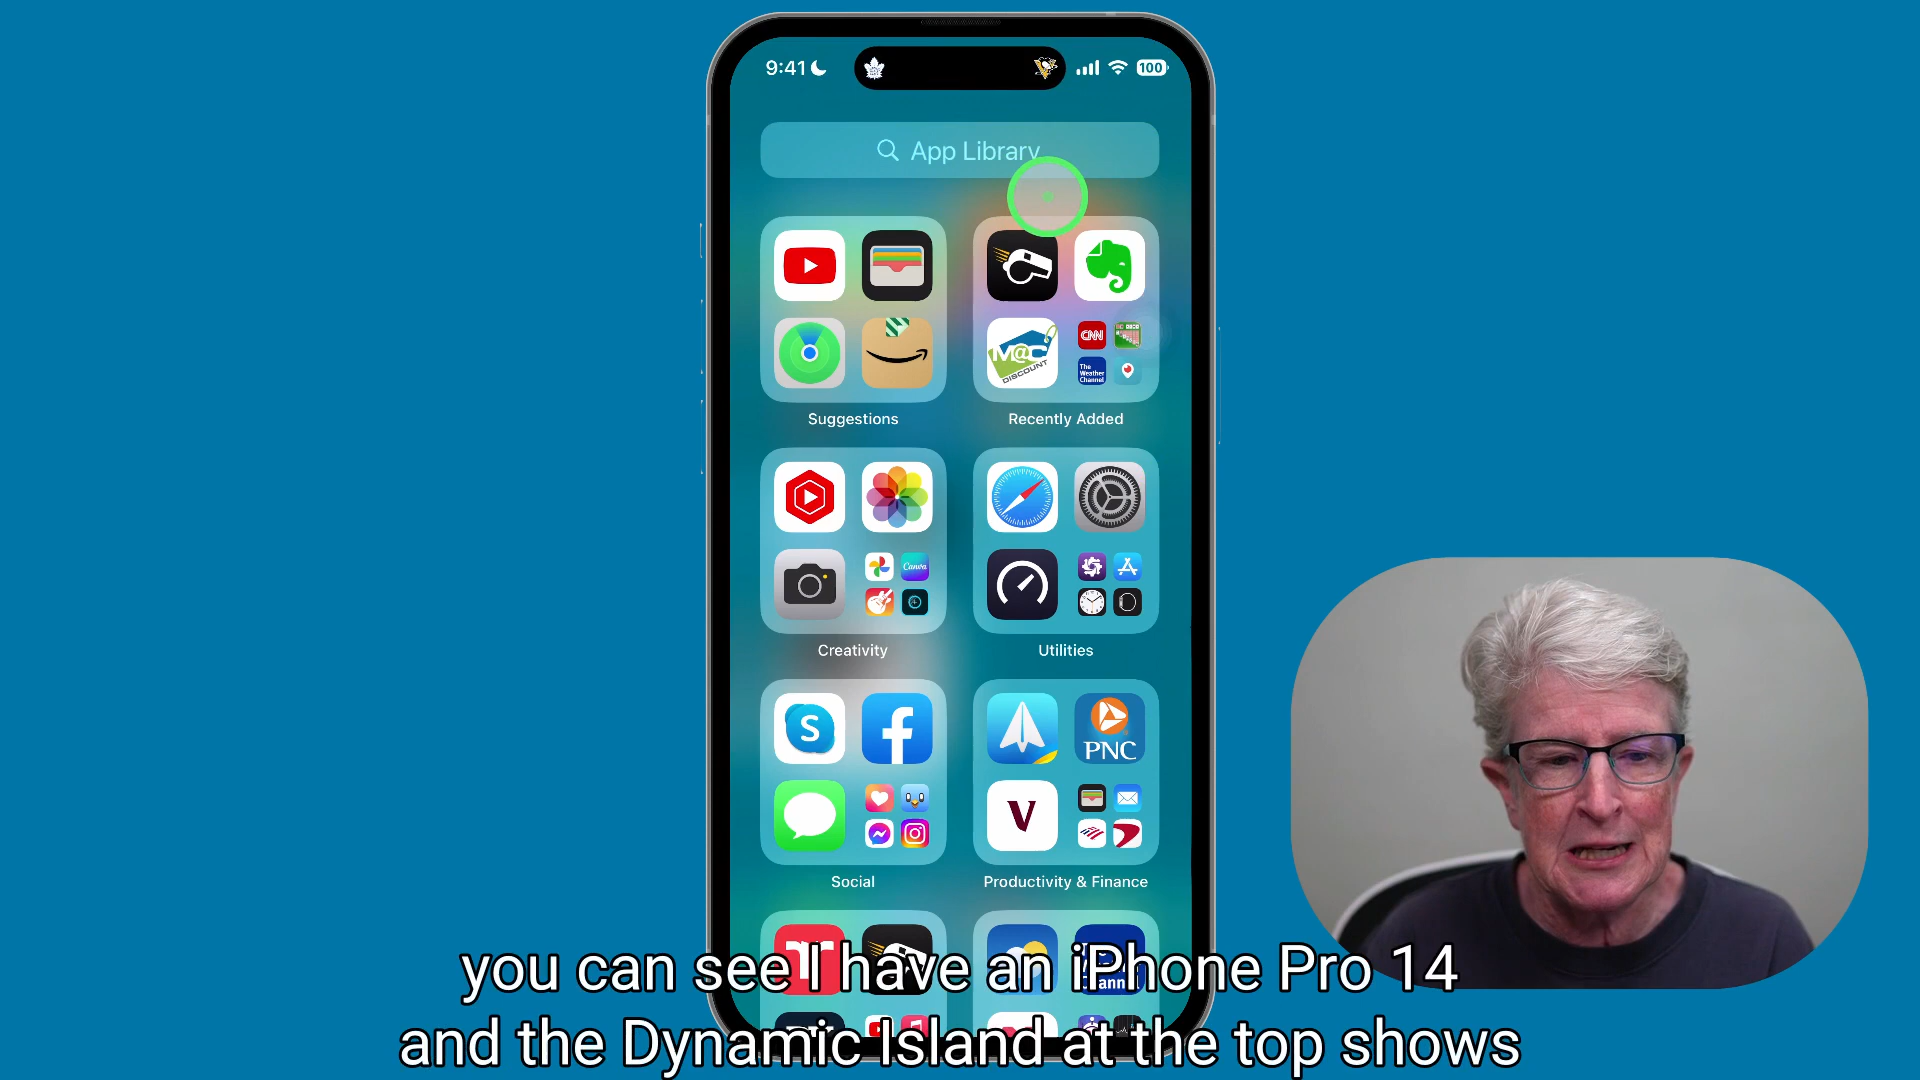 9:41
100
App Library
M@C
DISCOUNT
CNN
The
Weather
Channel
Suggestions
Recently Added
Canva
Creativity
Utilities
S
f
PNC
V
Social
Productivity & Finance
you can see I have an iPhone Pro 14
and the Dynamic Island at the top shows